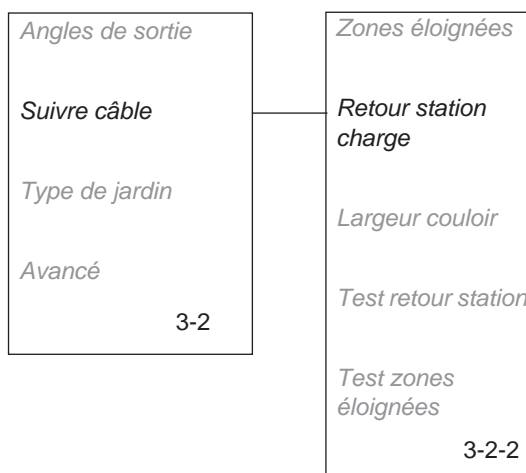 Angles de sortie
Suivre câble
Type de jardin
Avancé
3-2
Zones éloignées
Retour station
charge
Largeur couloir
Test retour station
Test zones
éloignées
3-2-2